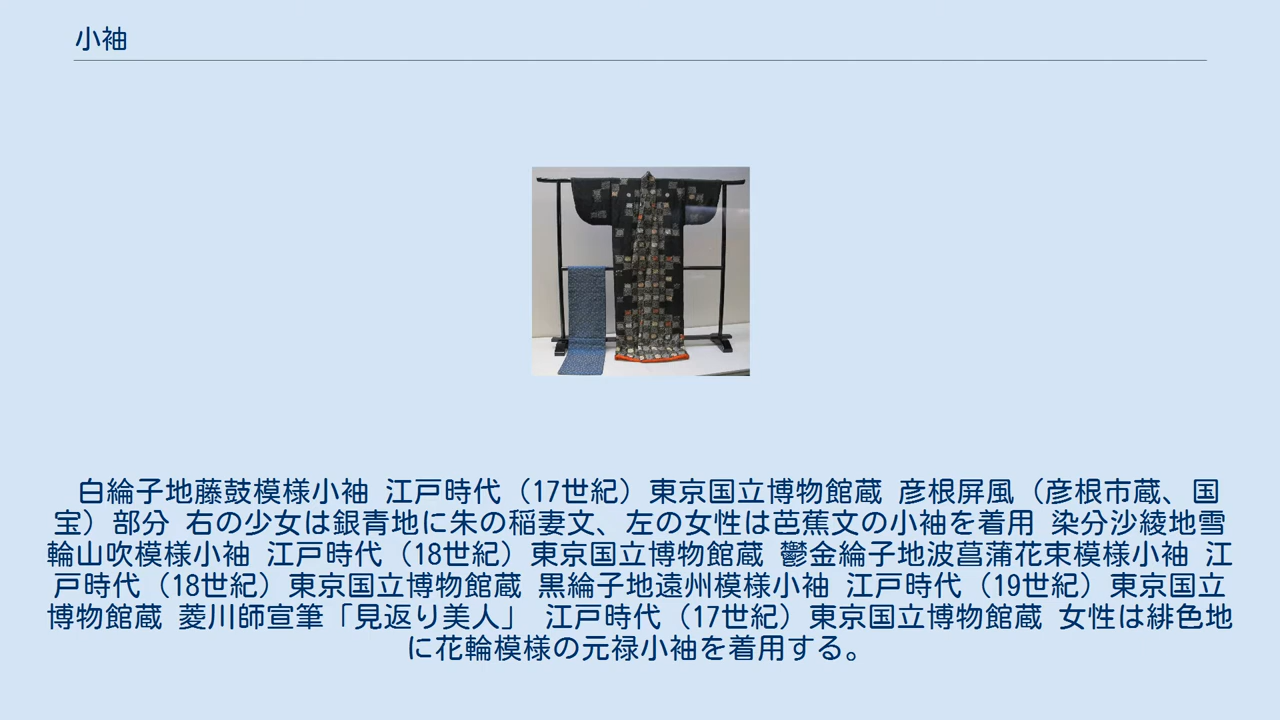 小袖
白綸子地藤鼓模様小袖 江戸時代（17世紀）東京国立博物館蔵 彦根屏風（彦根市蔵、国
宝）部分 右の少女は銀青地に朱の稲妻文、左の女性は芭蕉文の小袖を着用 染分沙綾地雪
輪山吹模様小袖 江戸時代（18世紀）東京国立博物館蔵 鬱金綸子地波菖蒲花束模様小袖 江
戸時代（18世紀）東京国立博物館蔵 黒綸子地遠州模様小袖 江戸時代（19世紀）東京国立
博物館蔵 菱川師宣筆「見返り美人」 江戸時代（17世紀）東京国立博物館蔵 女性は緋色地
に花輪模様の元禄小袖を着用する。